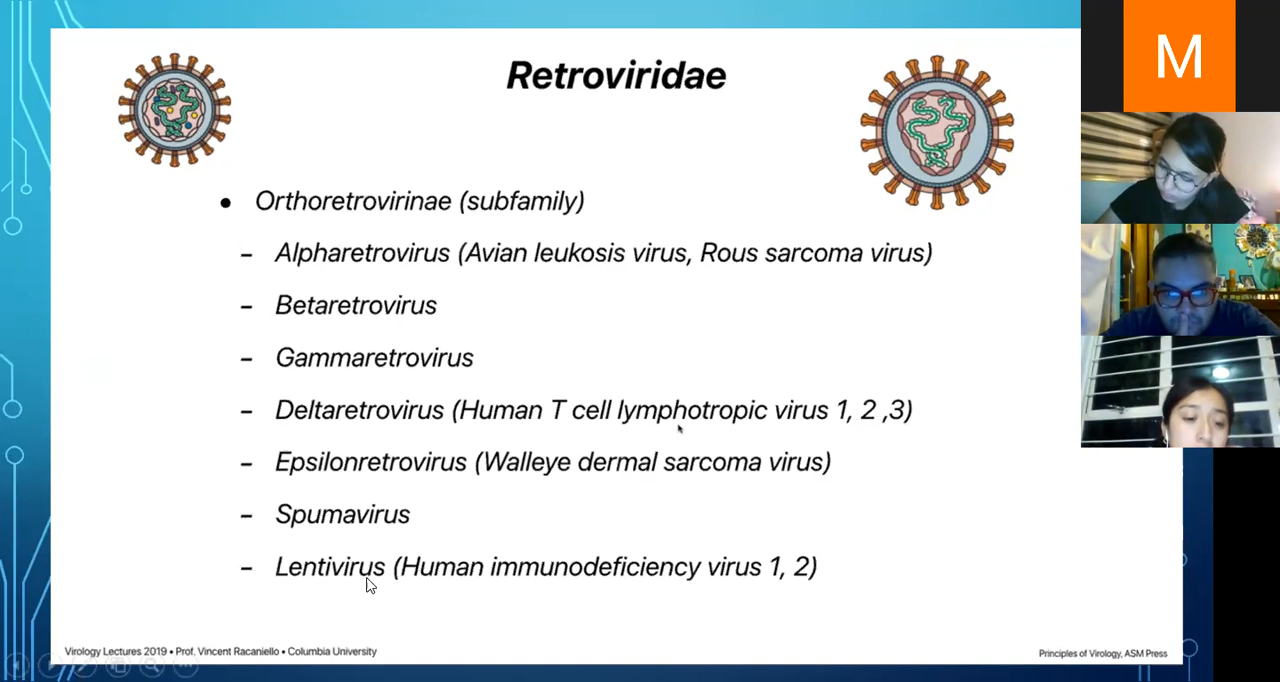 Retroviridae
M
● Orthoretrovirinae (subfamily)
– Alpharetrovirus (Avian leukosis virus, Rous sarcoma virus)
– Betaretrovirus
– Gammaretrovirus
– Deltaretrovirus (Human T cell lymphotropic virus 1, 2 ,3)
– Epsilonretrovirus (Walleye dermal sarcoma virus)
– Spumavirus
– Lentivirus (Human immunodeficiency virus 1, 2)
Virology Lectures 2019 • Prof. Vincent Racaniello • Columbia University
Principles of Virology, ASM Press